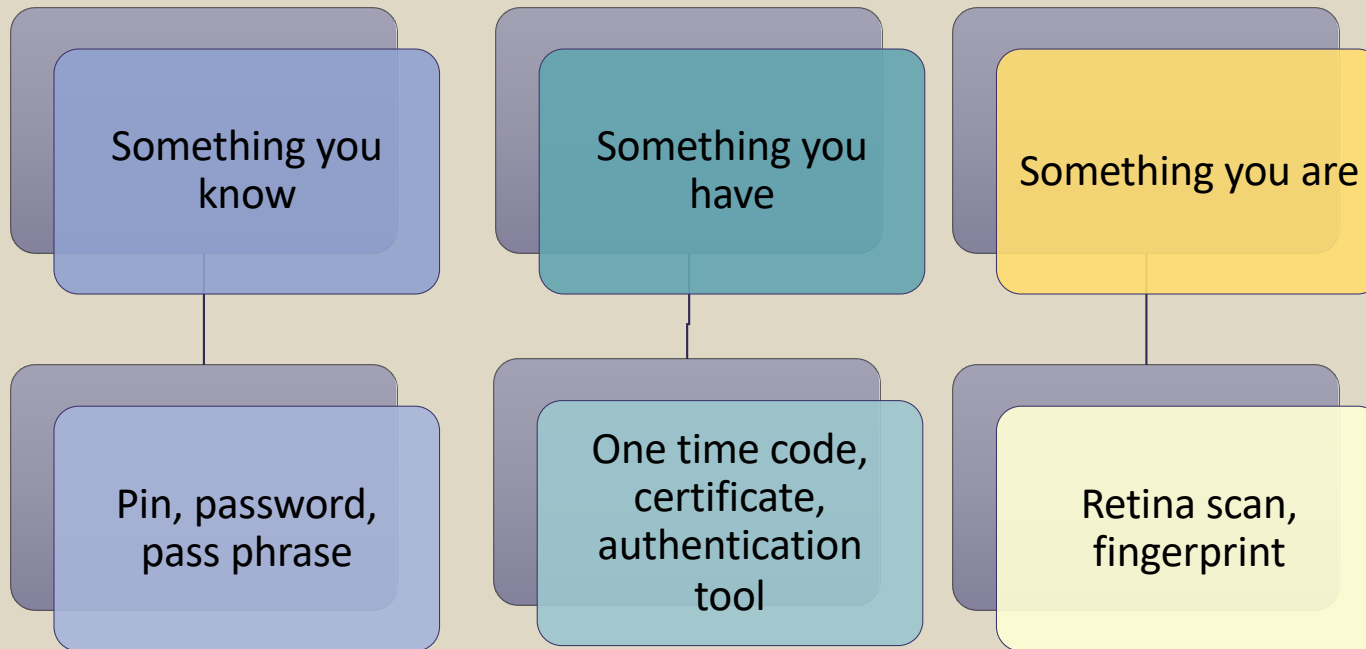 Something you
know
Something you
have
Something you are
Pin, password,
pass phrase
One time code,
certificate,
authentication
tool
Retina scan,
fingerprint